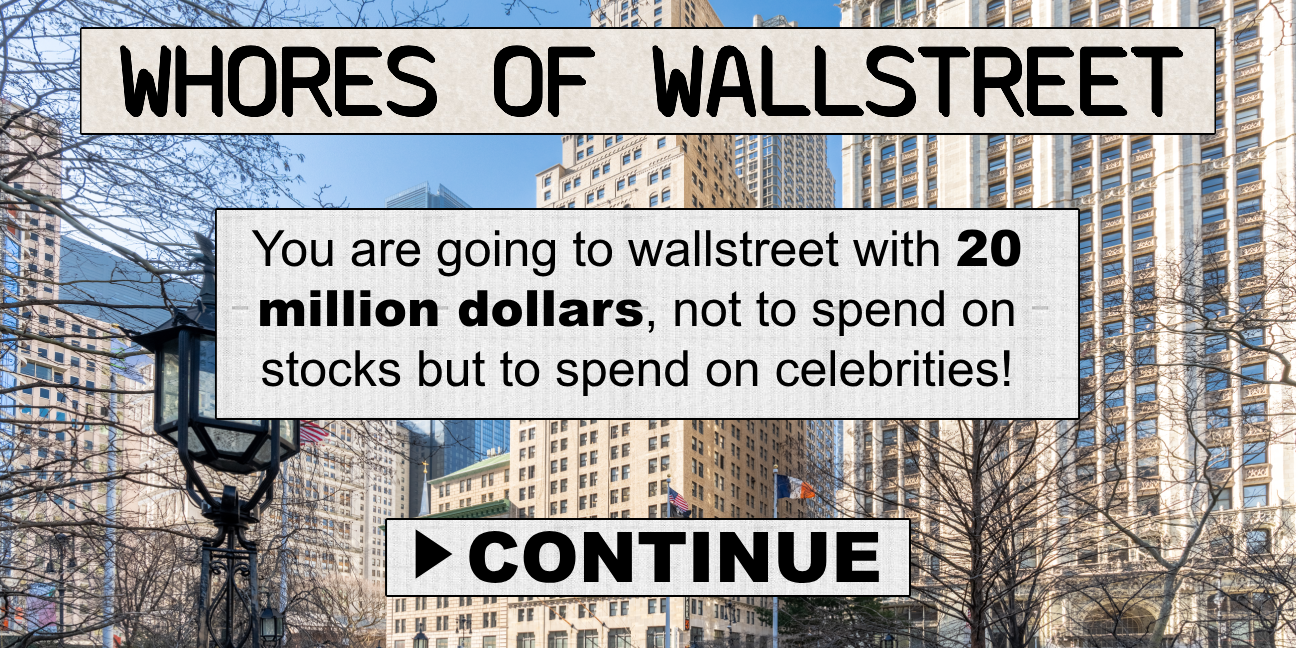 WHORES OF WALLSTREET
You are going to wallstreet with 20
million dollars, not to spend on
stocks but to spend on celebrities!
CONTINUE